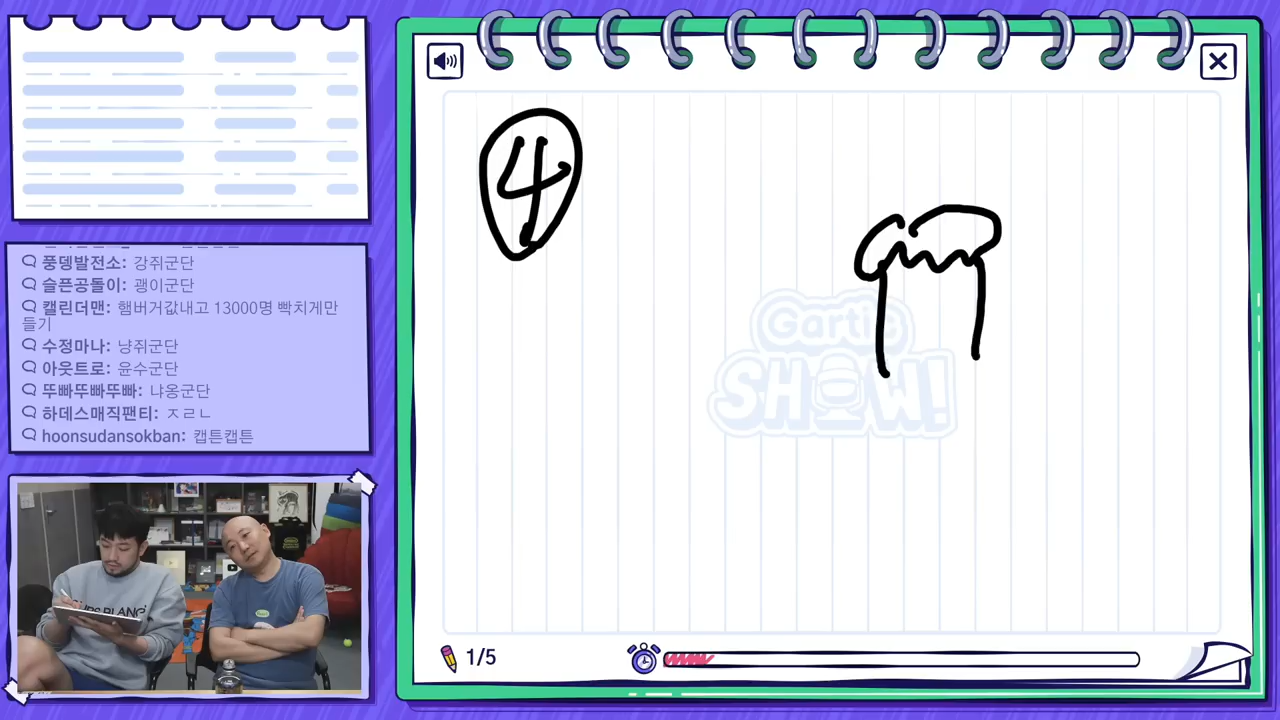 4
Gartic
SHOW!
풍뎅발전소: 강쥐군단
슬픈공돌이: 괭이군단
캘린더맨: 햄버거값내고 13000명 빡치게만
들기
수정마나: 냥쥐군단
아웃트로: 윤수군단
뚜빠뚜빠뚜빠: 냐옹군단
하데스매직팬티: ㅈㄹㄴ
hoonsudansokban: 캡튼캡튼
1/5